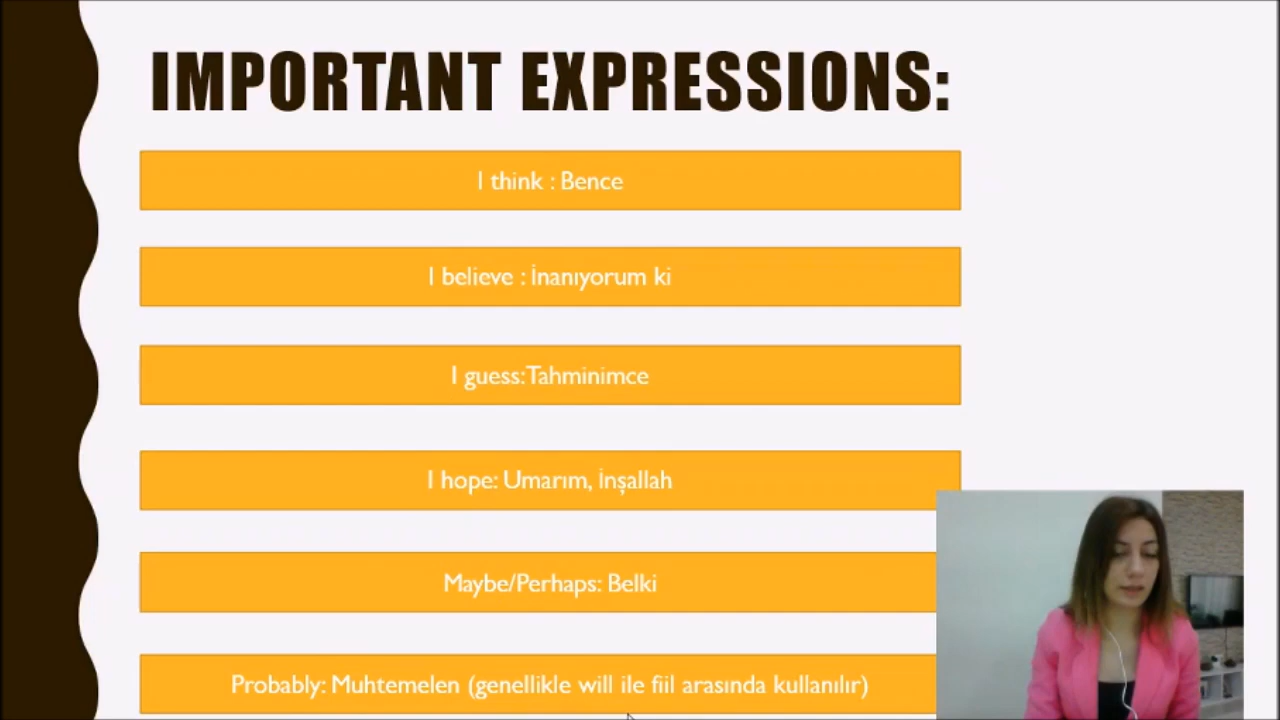 IMPORTANT EXPRESSIONS:
I think : Bence
I believe : İnanıyorum ki
I guess:Tahminimce
I hope: Umarım, İnşallah
Maybe/Perhaps: Belki
Probably: Muhtemelen (genellikle will ile fiil arasında kullanılır)